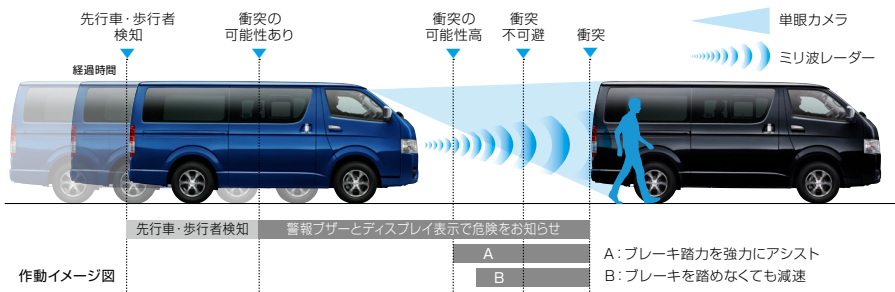 先行車・歩行者
検知
衝突の
可能性あり
衝突の
可能性高
衝突
不可避
衝突
単眼カメラ
ミリ波レーダー
経過時間
先行車・歩行者検知
警報ブザーとディスプレイ表示で危険をお知らせ
A
A：ブレーキ踏力を強力にアシスト
B
B：ブレーキを踏めなくても減速
作動イメージ図